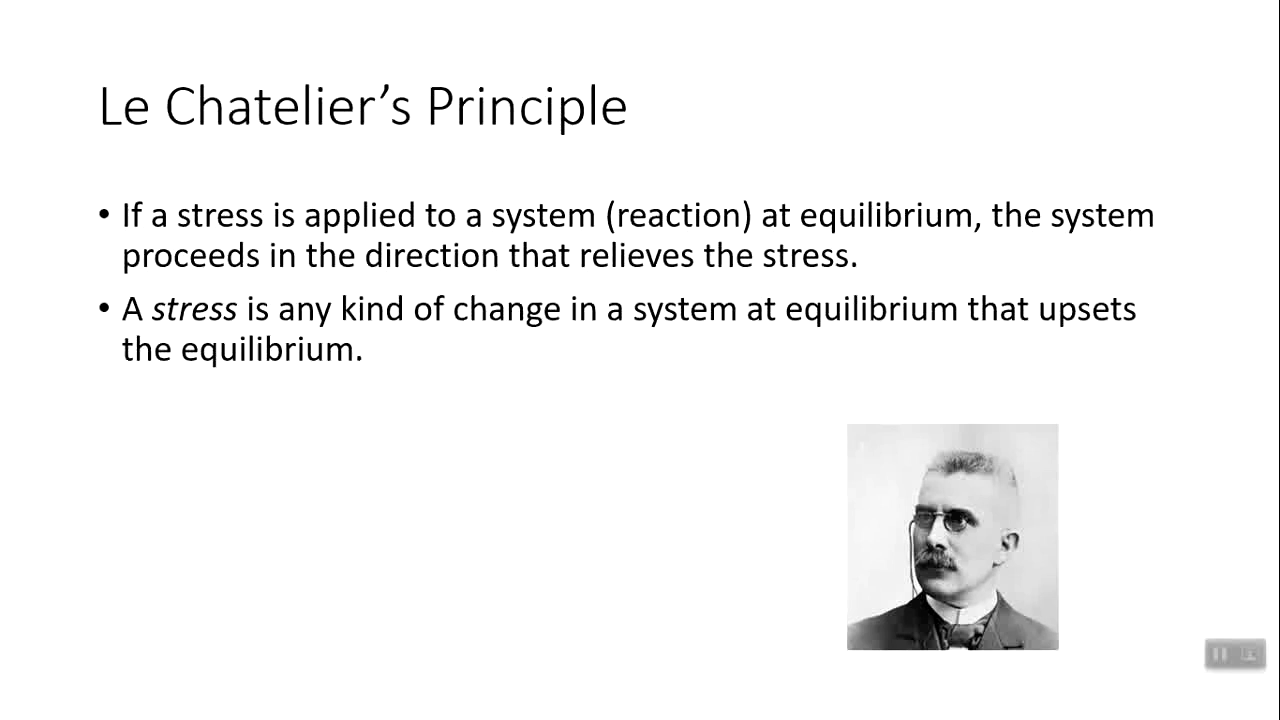 Le Chatelier’s Principle
• If a stress is applied to a system (reaction) at equilibrium, the system
proceeds in the direction that relieves the stress.
• A stress is any kind of change in a system at equilibrium that upsets
the equilibrium.